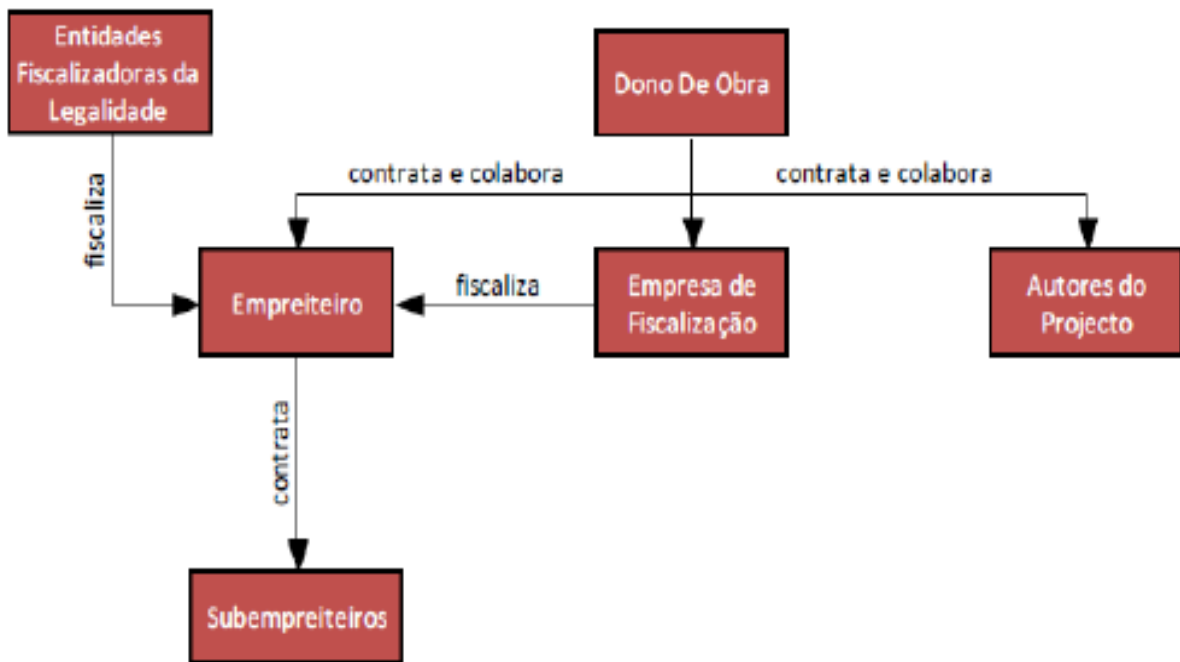 Entidades
Fiscalizadoras da
Legalidade
Dono De Obra
contrata e colabora
contrata e colabora
fiscaliza
Empreiteiro
fiscaliza
Empresa de
Fiscalização
Autores do
Projecto
contrata
Subempreiteiros